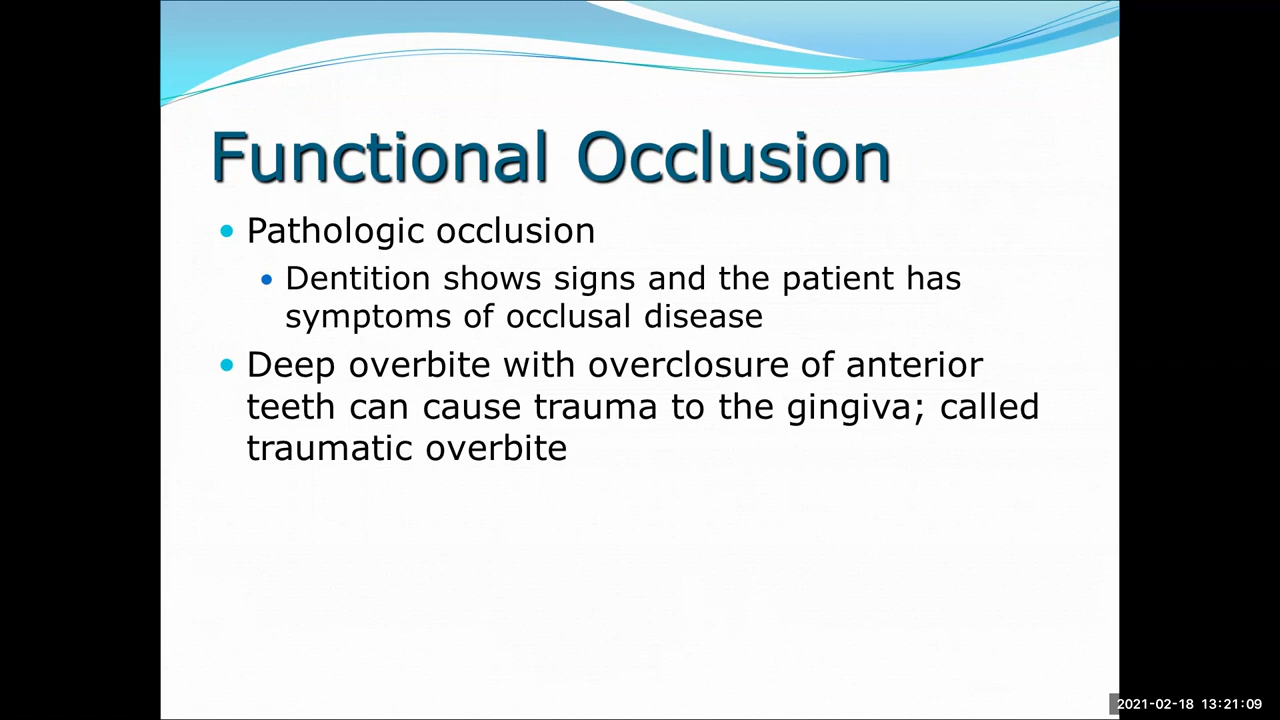 Functional Occlusion
• Pathologic occlusion
• Dentition shows signs and the patient has
symptoms of occlusal disease
• Deep overbite with overclosure of anterior
teeth can cause trauma to the gingiva; called
traumatic overbite
2021-02-18 13:21:09